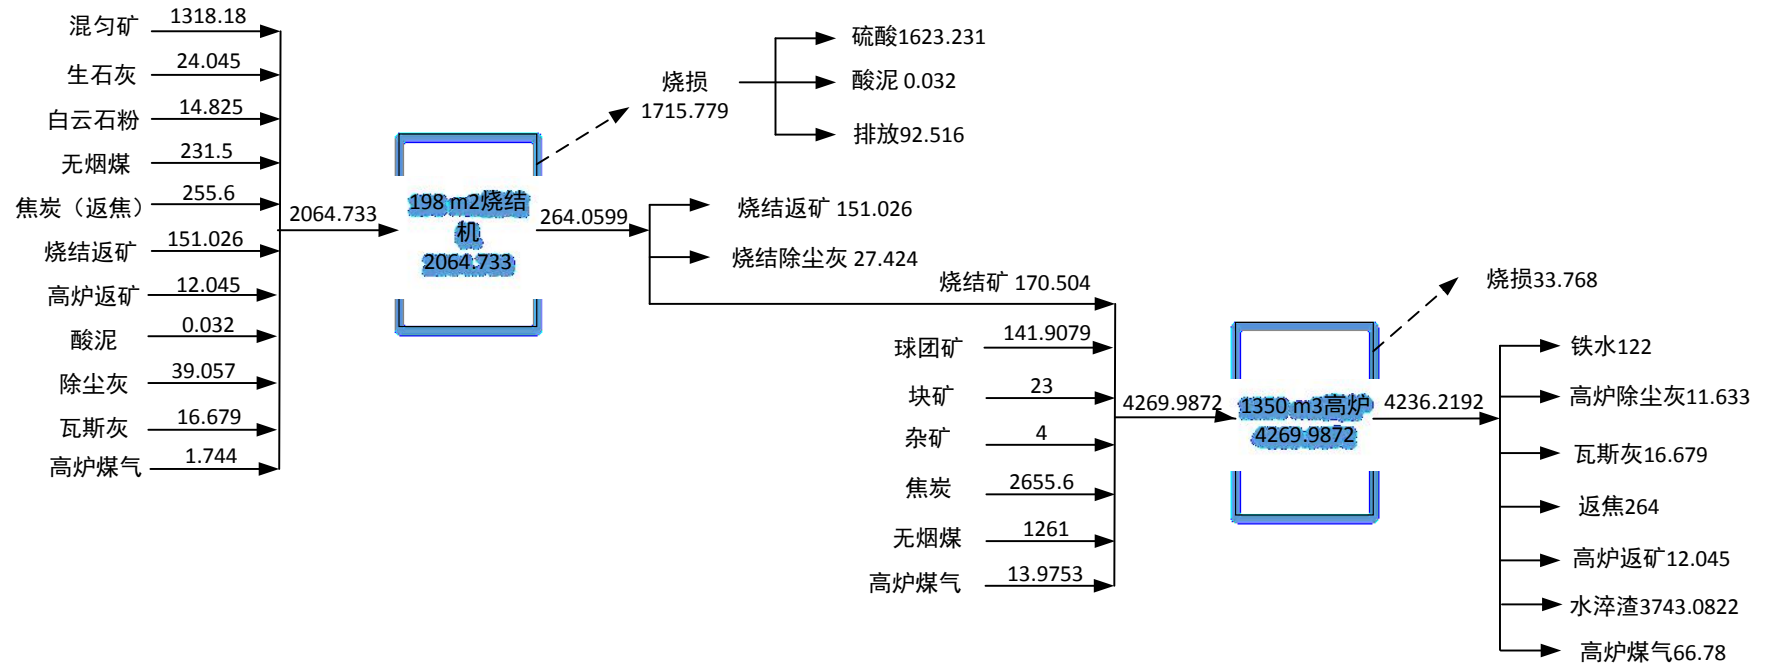 混匀矿 1318.18
生石灰 24.045
白云石粉 14.825
无烟煤 231.5
焦炭（返焦） 255.6
烧结返矿 151.026
高炉返矿 12.045
酸泥 0.032
除尘灰 39.057
瓦斯灰 16.679
高炉煤气 1.744
2064.733
198 m2烧结
机
2064.733
烧损
1715.779
硫酸1623.231
酸泥 0.032
排放92.516
264.0599
烧结返矿 151.026
烧结除尘灰 27.424
烧结矿 170.504
球团矿 141.9079
块矿 23
杂矿 4
焦炭 2655.6
无烟煤 1261
高炉煤气 13.9753
4269.9872
1350 m3高炉
4269.9872
烧损33.768
4236.2192
铁水122
高炉除尘灰11.633
瓦斯灰16.679
返焦264
高炉返矿12.045
水淬渣3743.0822
高炉煤气66.78